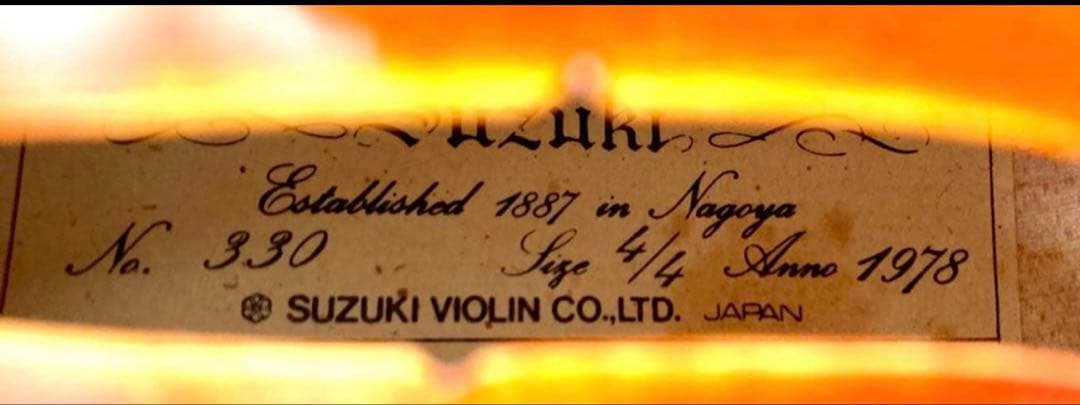 Suzuki
Established 1887 in Nagoya
No. 330 Size 4/4 Anno 1978
SUZUKI VIOLIN CO.,LTD. JAPAN